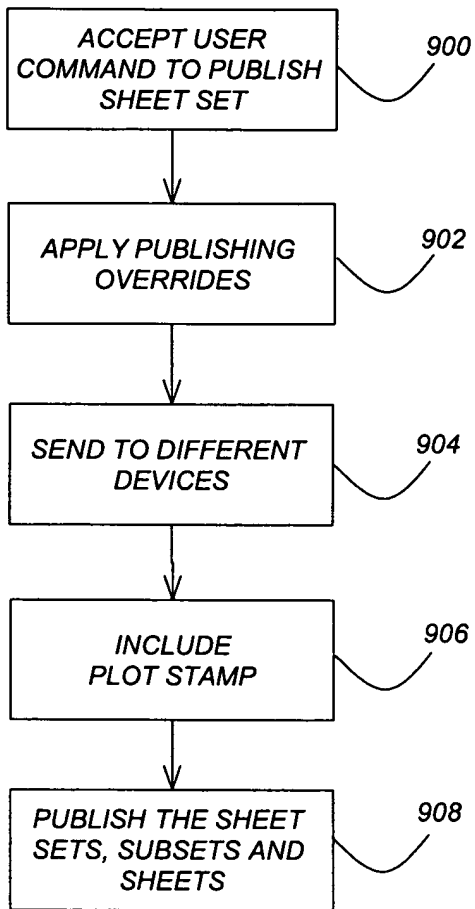 ACCEPT USER
COMMAND TO PUBLISH
SHEET SET
900
APPLY PUBLISHING
OVERRIDES
902
SEND TO DIFFERENT
DEVICES
904
INCLUDE
PLOT STAMP
906
PUBLISH THE SHEET
SETS, SUBSETS AND
SHEETS
908